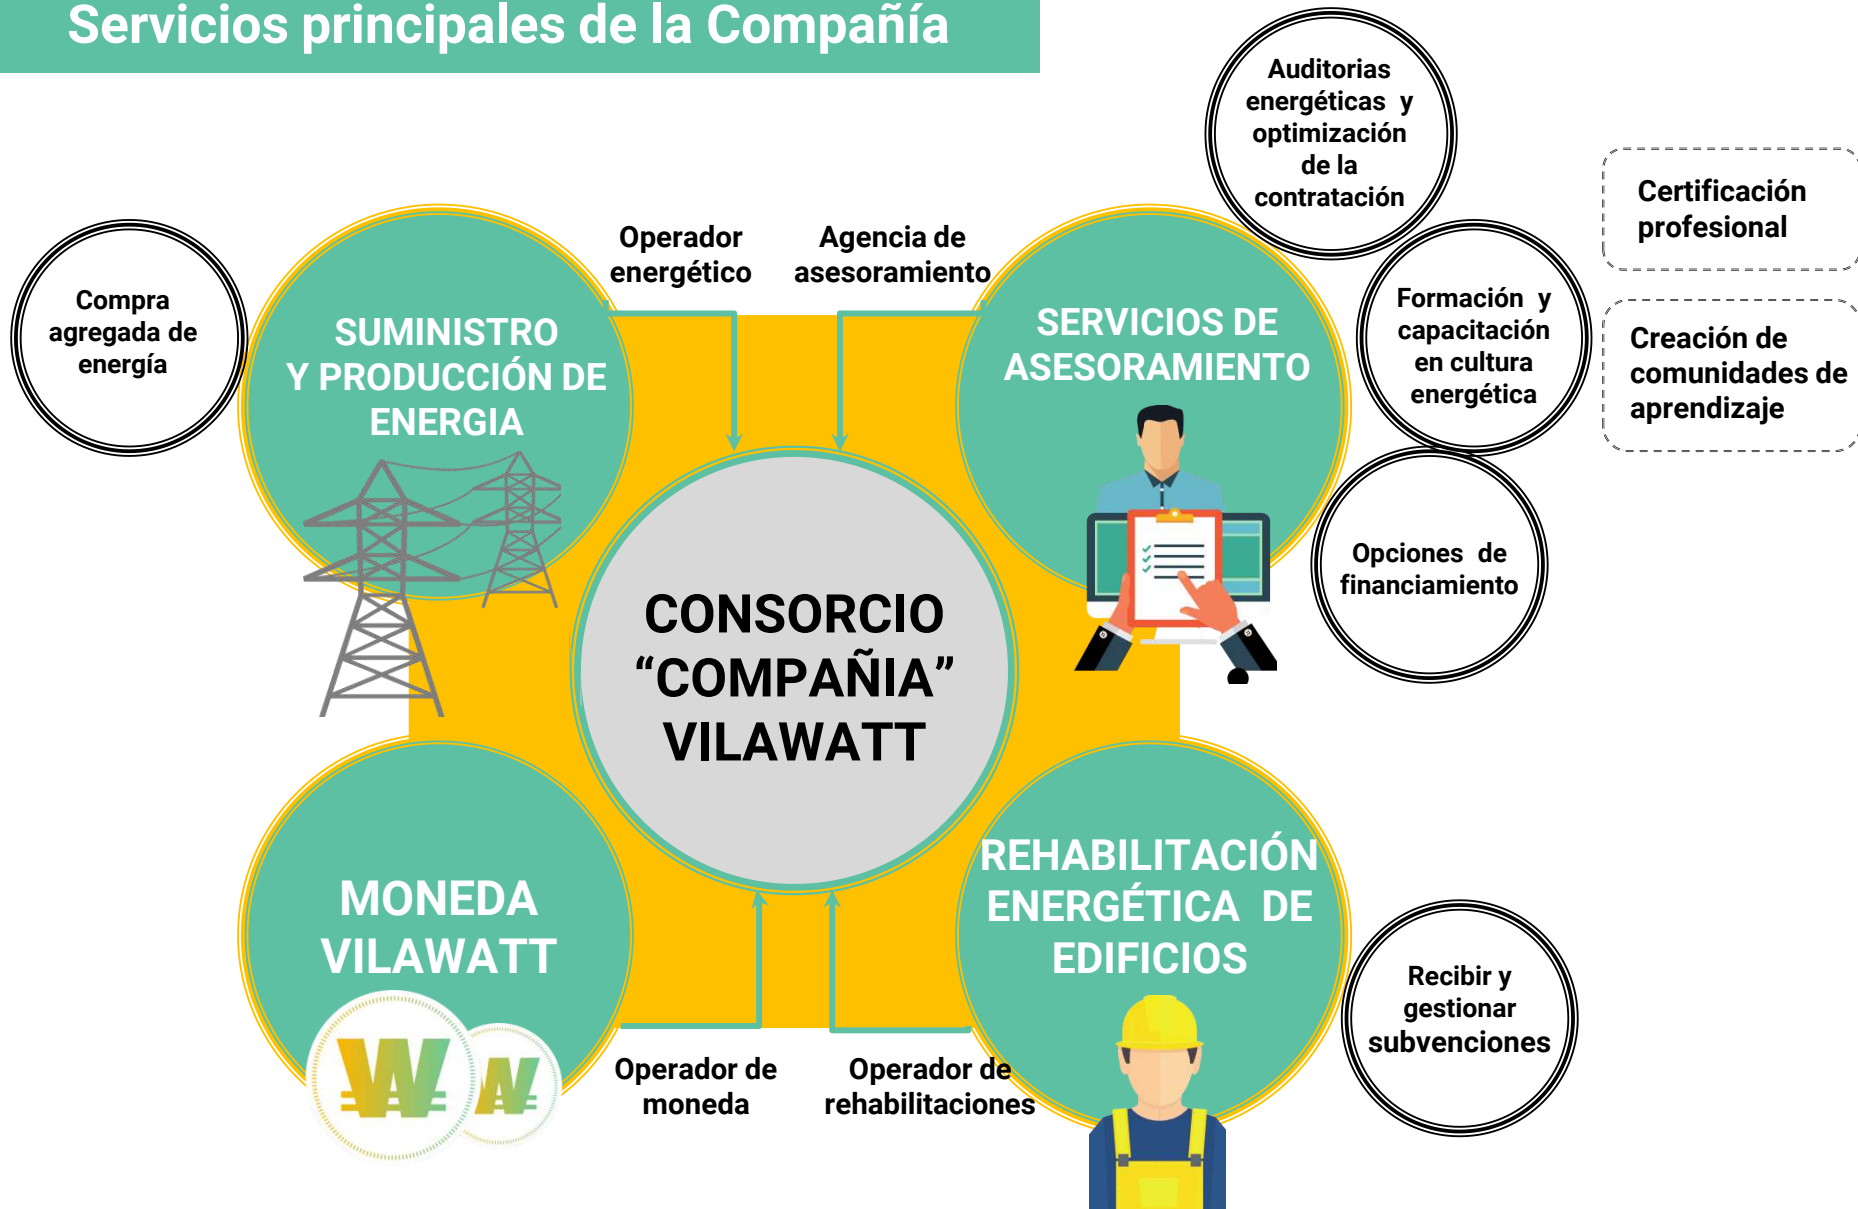 Servicios principales de la Compañía
Auditorias
energéticas y
optimización
de la
contratación
Certificación
profesional
Operador
energético
Agencia de
asesoramiento
Compra
agregada de
energía
SUMINISTRO
Y PRODUCCIÓN DE
ENERGIA
SERVICIOS DE
ASESORAMIENTO
Formación y
capacitación
en cultura
energética
Creación de
comunidades de
aprendizaje
Opciones de
financiamiento
CONSORCIO
“COMPAÑIA”
VILAWATT
MONEDA
VILAWATT
REHABILITACIÓN
ENERGÉTICA DE
EDIFICIOS
Recibir y
gestionar
subvenciones
Operador de
moneda
Operador de
rehabilitaciones